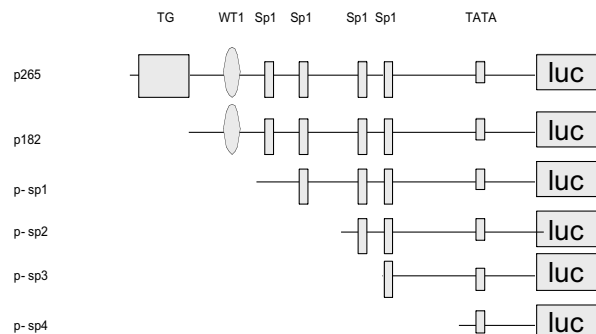 TG WT1 Sp1 Sp1 Sp1 Sp1 TATA
p265 luc
p182 luc
p- sp1 luc
p- sp2 luc
p- sp3 luc
p- sp4 luc